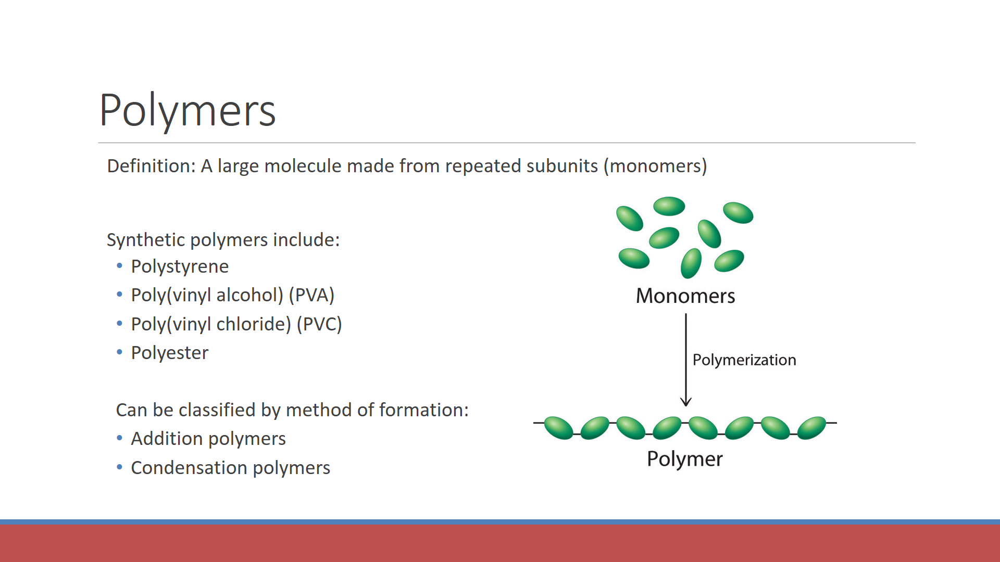 Polymers
Definition: A large molecule made from repeated subunits (monomers)
Synthetic polymers include:
• Polystyrene
• Poly(vinyl alcohol) (PVA)
• Poly(vinyl chloride) (PVC)
• Polyester
Can be classified by method of formation:
• Addition polymers
• Condensation polymers
Monomers
Polymerization
Polymer